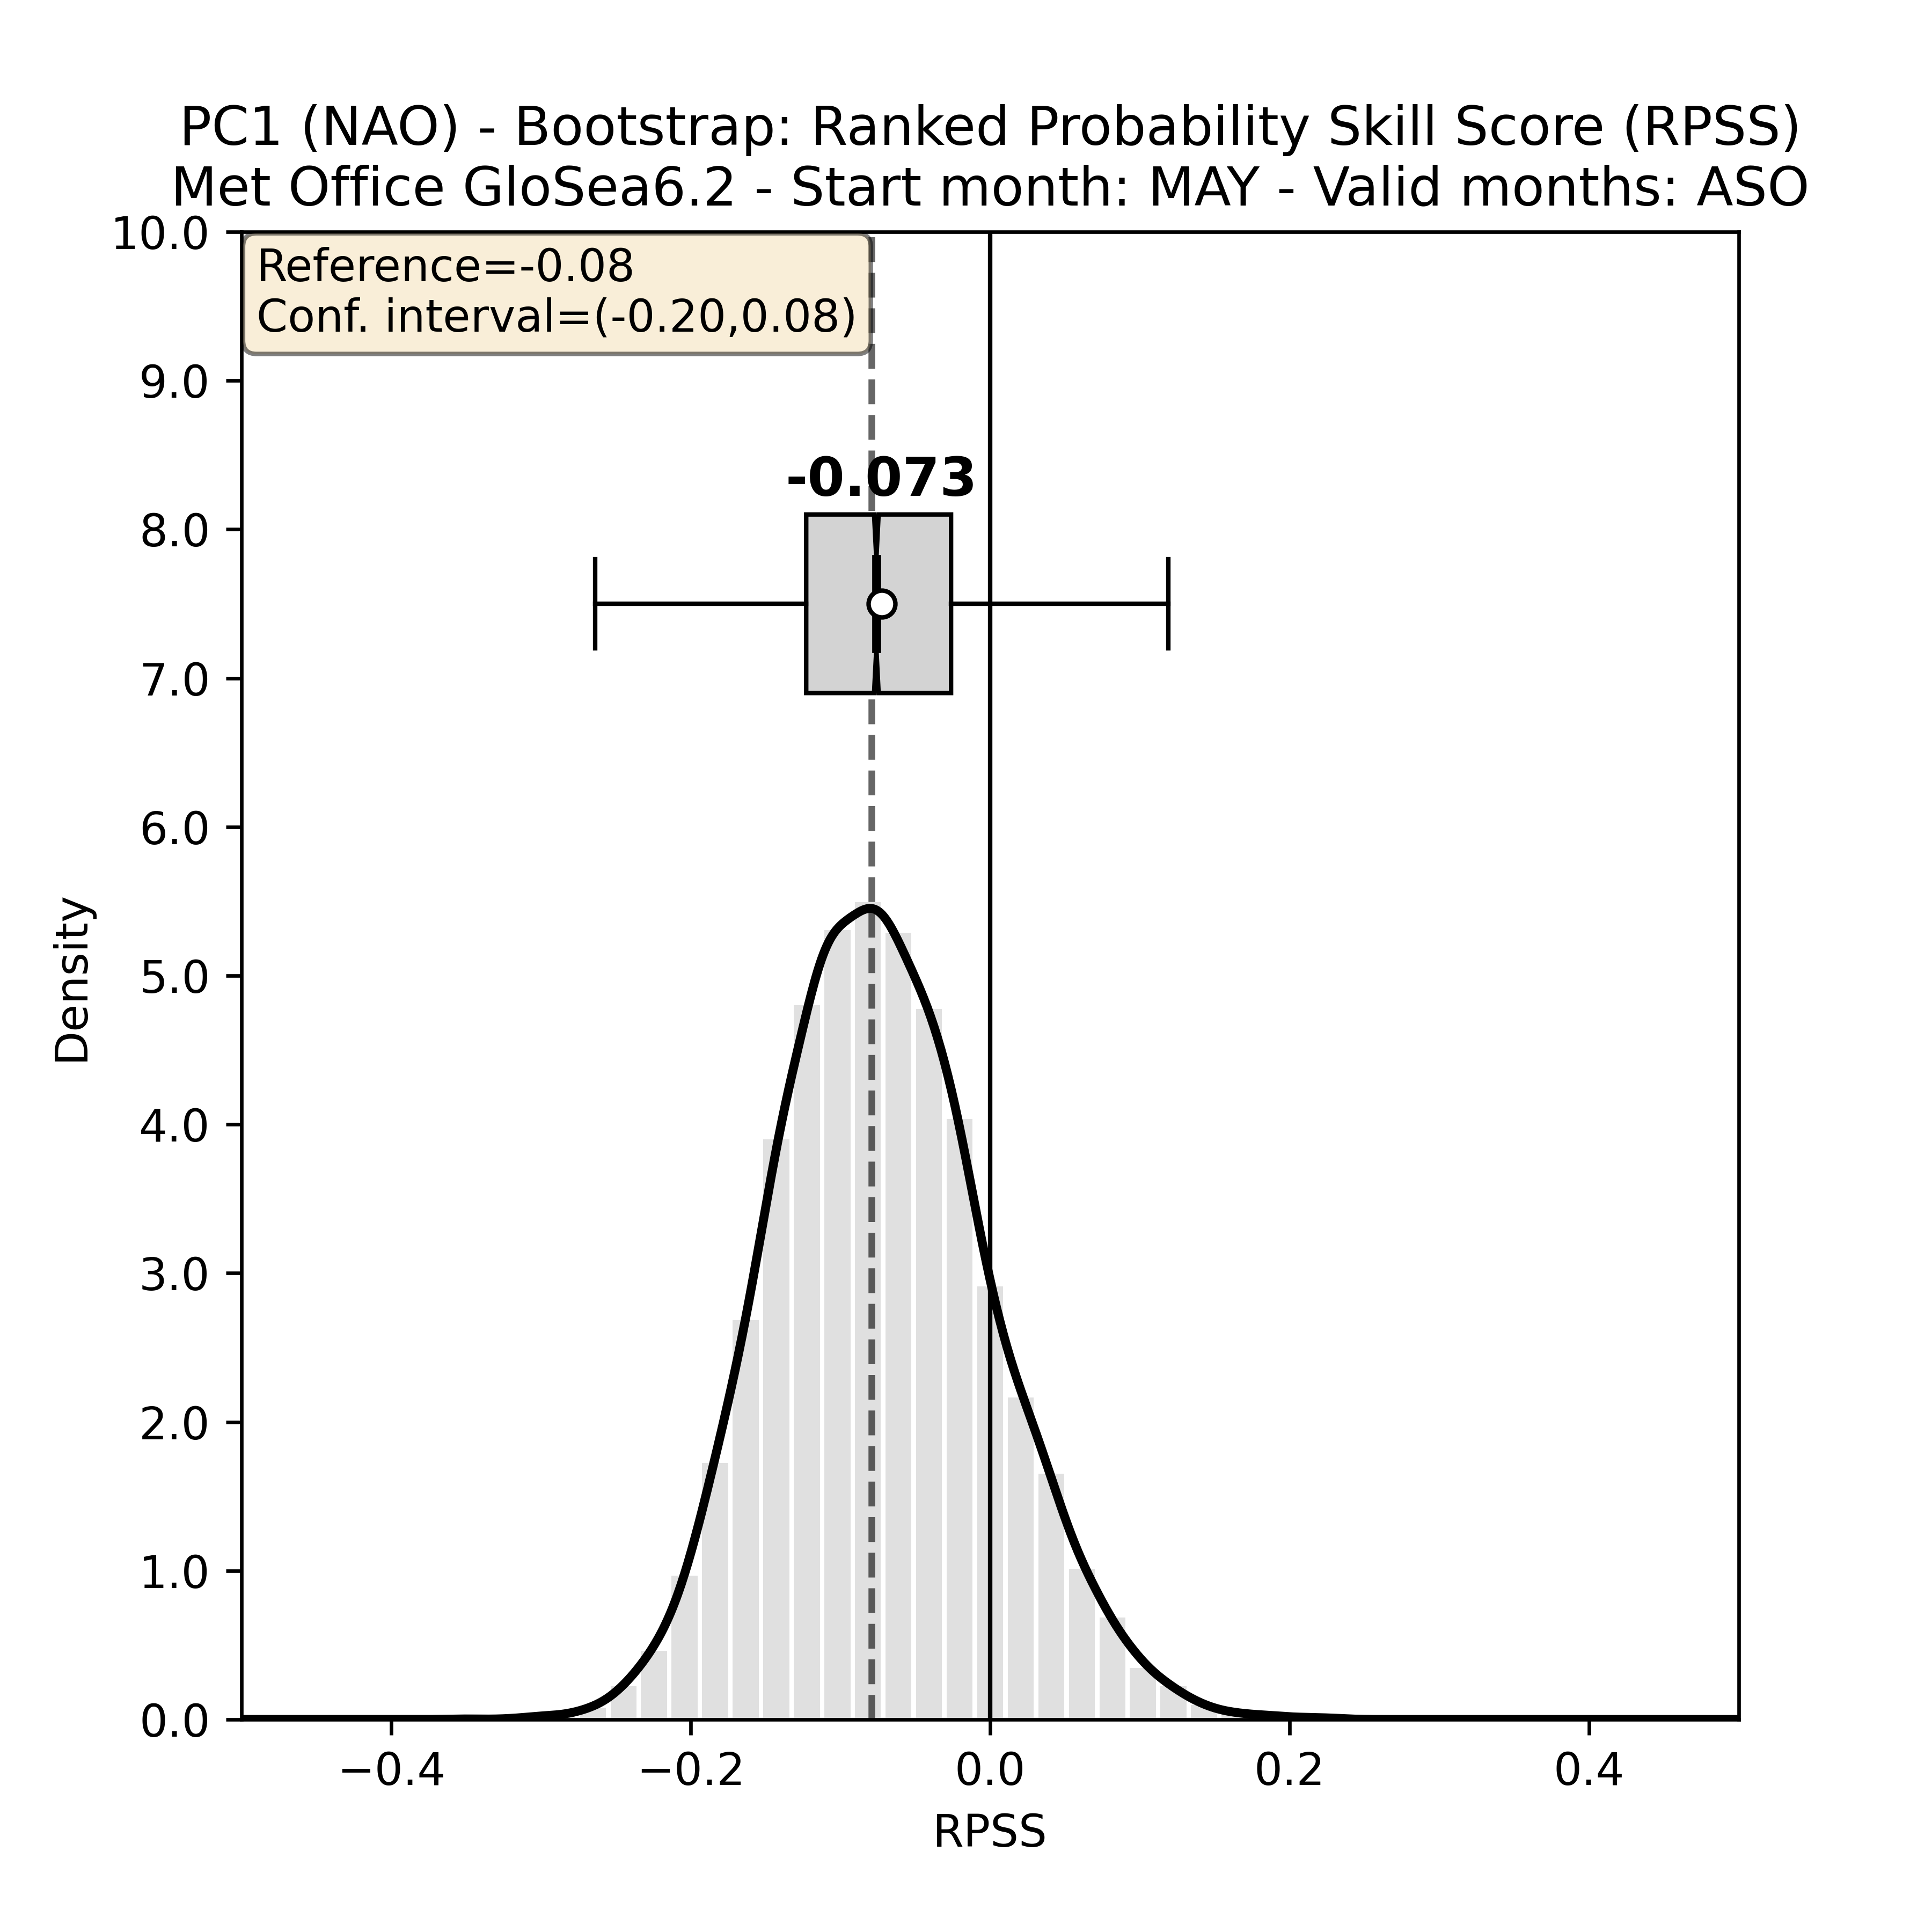 PC1 (NAO) - Bootstrap: Ranked Probability Skill Score (RPSS)
Met Office GloSea6.2 - Start month: MAY - Valid months: ASO
Reference=-0.08
Conf. interval=(-0.20,0.08)
-0.073
10.0
9.0
8.0
7.0
6.0
5.0
4.0
3.0
2.0
1.0
0.0
Density
−0.4
−0.2
0.0
0.2
0.4
RPSS